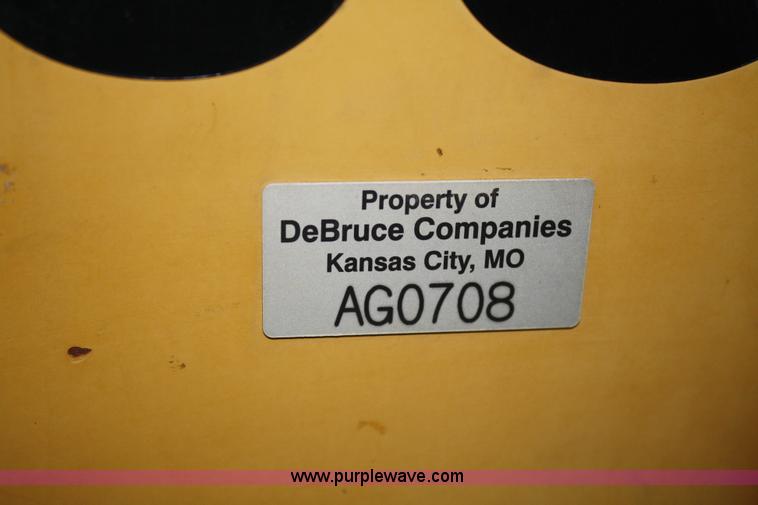 Property of
DeBruce Companies
Kansas City, MO
AG0708
www.purplewave.com